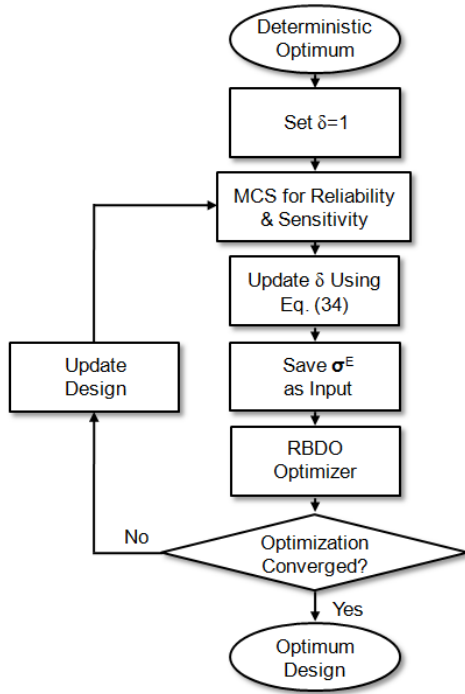 Deterministic
Optimum
Set δ=1
MCS for Reliability
& Sensitivity
Update δ Using
Eq. (34)
Save σᴱ
as Input
Update
Design
RBDO
Optimizer
No
Optimization
Converged?
Yes
Optimum
Design